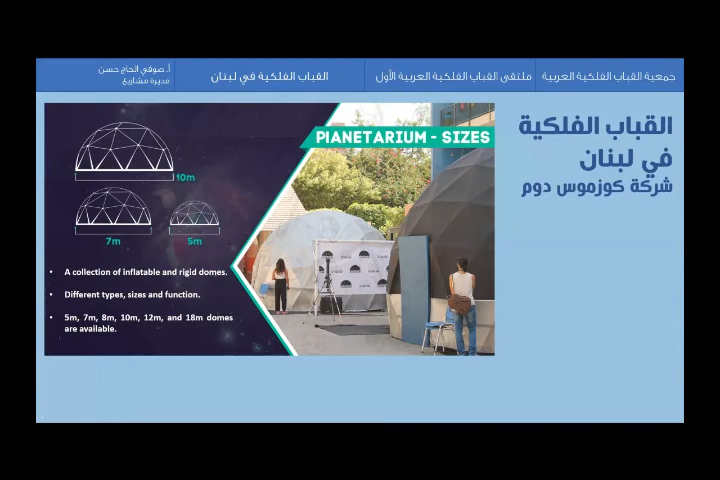 جمعية القباب الفلكية العربية
ملتقى القباب الفلكية العربية الأول
القباب الفلكية في لبنان
أ. صوفي الحاج حسن
مديرة مشاريع
القباب الفلكية
في لبنان
شركة كوزموس دوم
PlANETARIUM - SIZES
10m
7m
5m
• A collection of inflatable and rigid domes.
• Different types, sizes and function.
• 5m, 7m, 8m, 10m, 12m, and 18m domes
are available.